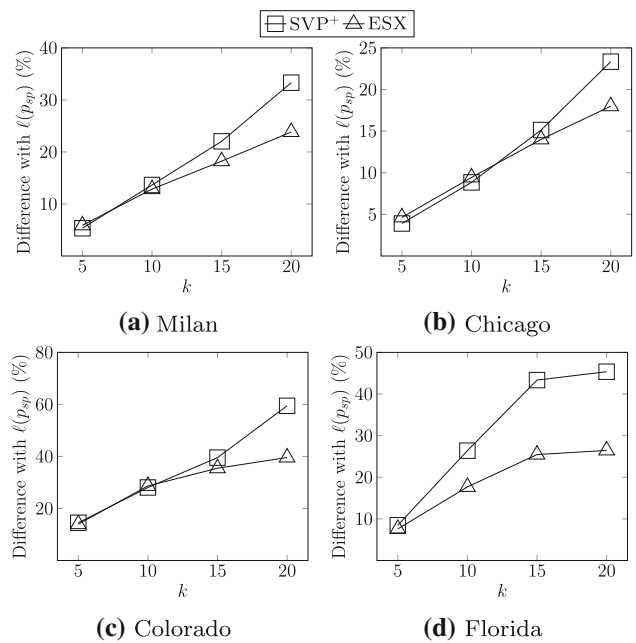 SVP⁺ ESX
40
30
20
10
5 10 15 20
k
Difference with ℓ(p_sp) (%)
(a) Milan
25
20
15
10
5
5 10 15 20
k
Difference with ℓ(p_sp) (%)
(b) Chicago
80
60
40
20
5 10 15 20
k
Difference with ℓ(p_sp) (%)
(c) Colorado
50
40
30
20
10
5 10 15 20
k
Difference with ℓ(p_sp) (%)
(d) Florida